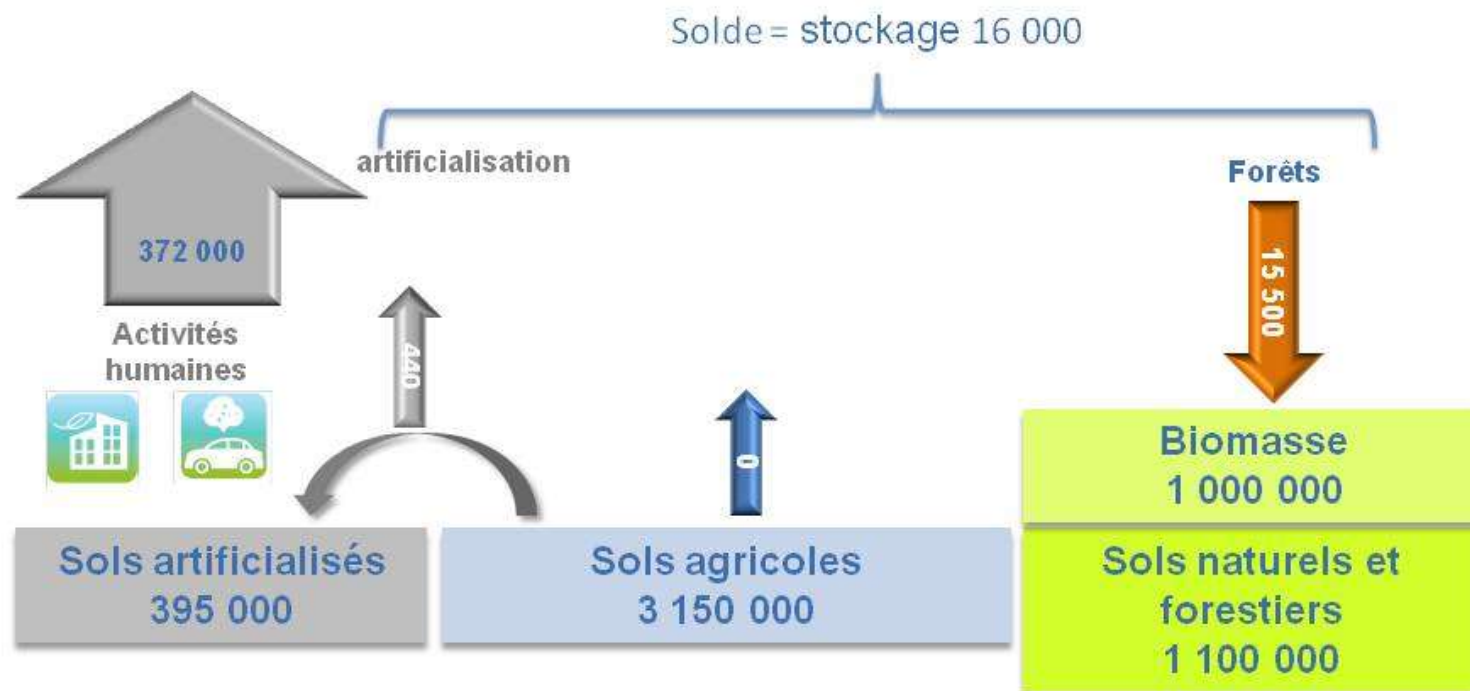 Solde = stockage 16 000
artificialisation
Forêts
372 000
15 500
Activités
humaines
440
0
Biomasse
1 000 000
Sols artificialisés
395 000
Sols agricoles
3 150 000
Sols naturels et
forestiers
1 100 000